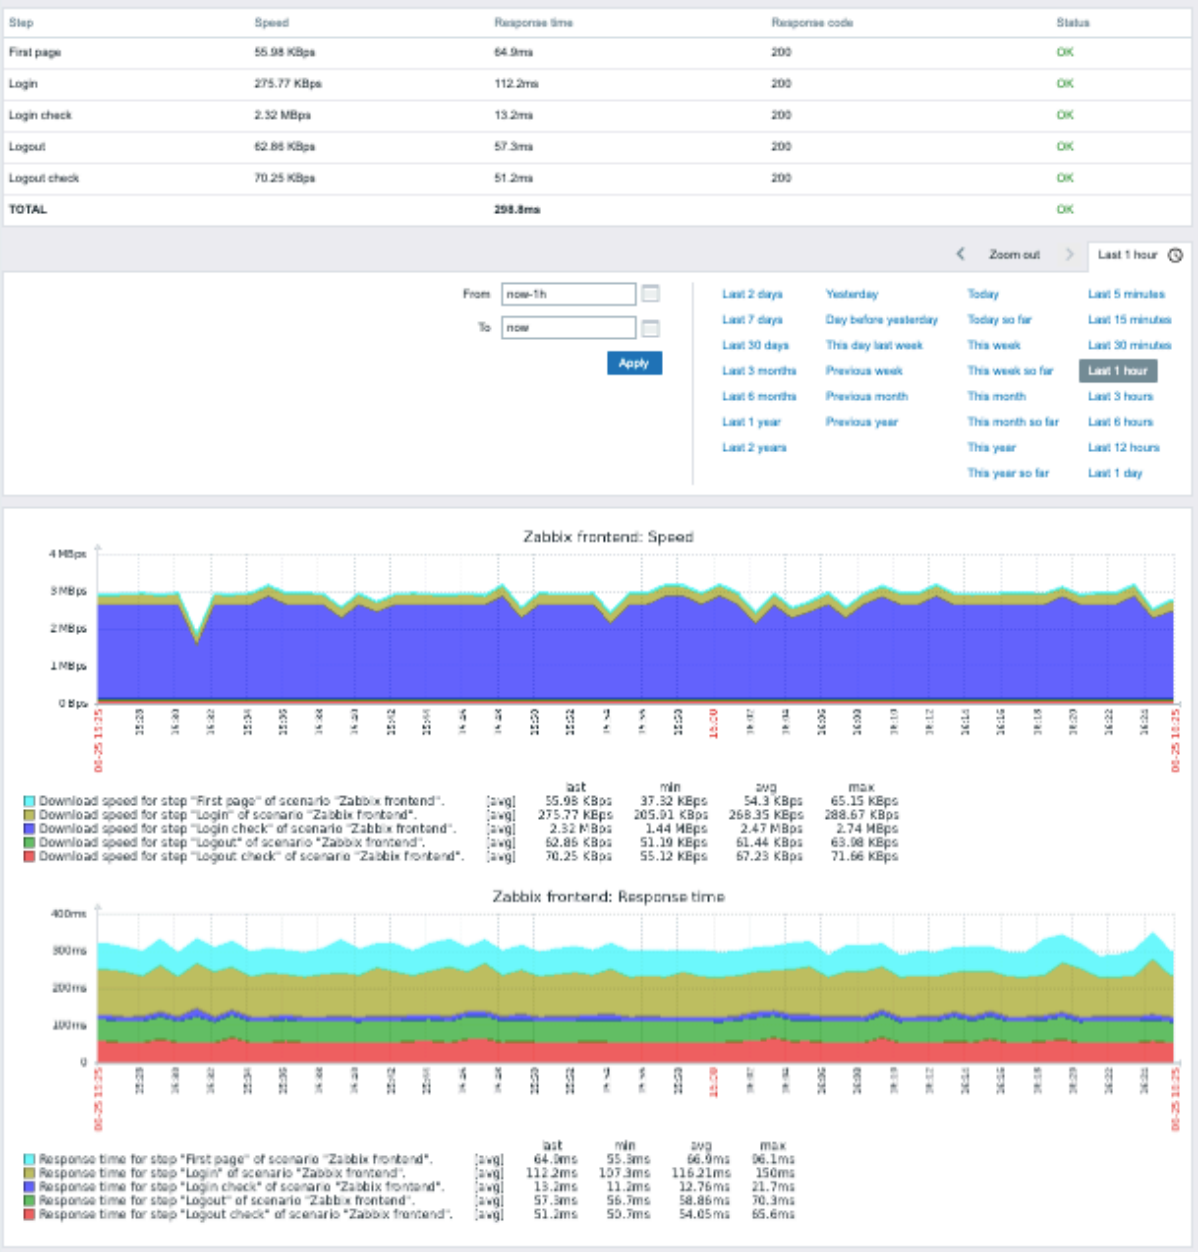 Step Speed Response time Response code Status
First page 55.98 KBps 64.9ms 200 OK
Login 275.77 KBps 112.2ms 200 OK
Login check 2.32 MBps 13.2ms 200 OK
Logout 62.86 KBps 57.3ms 200 OK
Logout check 70.25 KBps 51.2ms 200 OK
TOTAL 298.8ms OK
Zoom out Last 1 hour
From now-1h
To now
Apply
Last 2 days Yesterday Today Last 5 minutes
Last 7 days Day before yesterday Today so far Last 15 minutes
Last 30 days This day last week This week Last 30 minutes
Last 3 months Previous week This week so far Last 1 hour
Last 6 months Previous month This month Last 3 hours
Last 1 year Previous year This month so far Last 6 hours
Last 2 years This year Last 12 hours
This year so far Last 1 day
Zabbix frontend: Speed
4 MBps
3 MBps
2 MBps
1 MBps
0 Bps
last min avg max
Download speed for step "First page" of scenario "Zabbix frontend". [avg] 55.98 KBps 37.32 KBps 54.3 KBps 65.15 KBps
Download speed for step "Login" of scenario "Zabbix frontend". [avg] 275.77 KBps 205.91 KBps 268.35 KBps 288.67 KBps
Download speed for step "Login check" of scenario "Zabbix frontend". [avg] 2.32 MBps 1.44 MBps 2.47 MBps 2.74 MBps
Download speed for step "Logout" of scenario "Zabbix frontend". [avg] 62.86 KBps 51.19 KBps 61.44 KBps 63.98 KBps
Download speed for step "Logout check" of scenario "Zabbix frontend". [avg] 70.25 KBps 55.12 KBps 67.23 KBps 71.66 KBps
Zabbix frontend: Response time
400ms
300ms
200ms
100ms
0
last min avg max
Response time for step "First page" of scenario "Zabbix frontend". [avg] 64.9ms 55.3ms 66.9ms 96.1ms
Response time for step "Login" of scenario "Zabbix frontend". [avg] 112.2ms 107.3ms 116.21ms 150ms
Response time for step "Login check" of scenario "Zabbix frontend". [avg] 13.2ms 11.2ms 12.76ms 21.7ms
Response time for step "Logout" of scenario "Zabbix frontend". [avg] 57.3ms 56.7ms 58.86ms 70.3ms
Response time for step "Logout check" of scenario "Zabbix frontend". [avg] 51.2ms 50.7ms 54.05ms 65.6ms